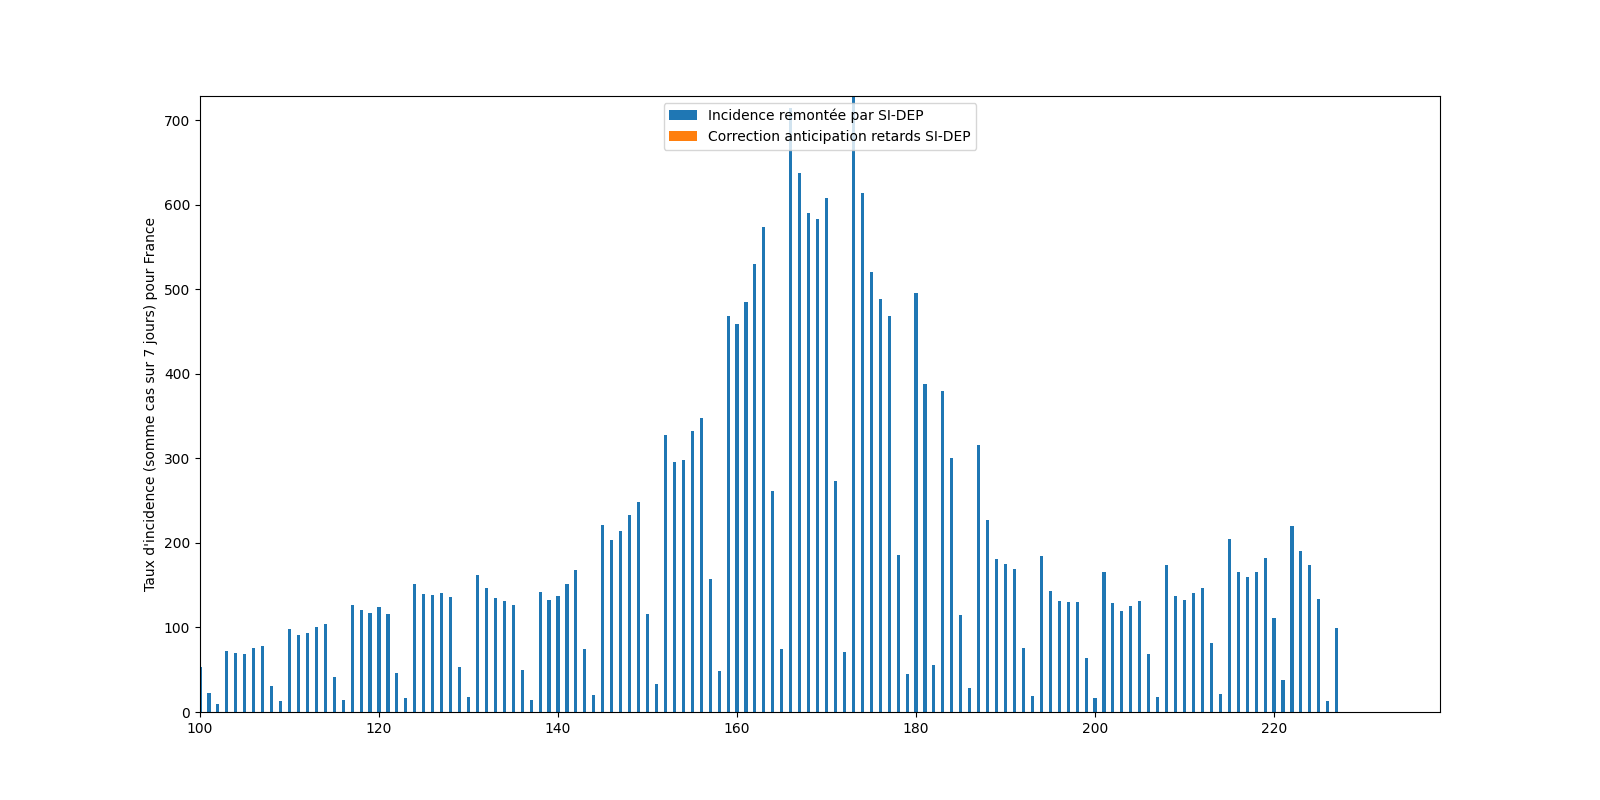 Incidence remontée par SI-DEP
Correction anticipation retards SI-DEP
Taux d'incidence (somme cas sur 7 jours) pour France
700
600
500
400
300
200
100
0
100 120 140 160 180 200 220